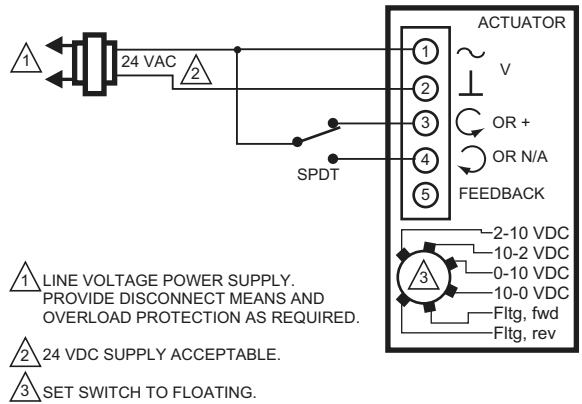 ACTUATOR
1
24 VAC
2
1
V
2
3
OR +
4
OR N/A
SPDT
5
FEEDBACK
2-10 VDC
10-2 VDC
0-10 VDC
10-0 VDC
Fltg, fwd
Fltg, rev
3
1 LINE VOLTAGE POWER SUPPLY.
PROVIDE DISCONNECT MEANS AND
OVERLOAD PROTECTION AS REQUIRED.
2 24 VDC SUPPLY ACCEPTABLE.
3 SET SWITCH TO FLOATING.